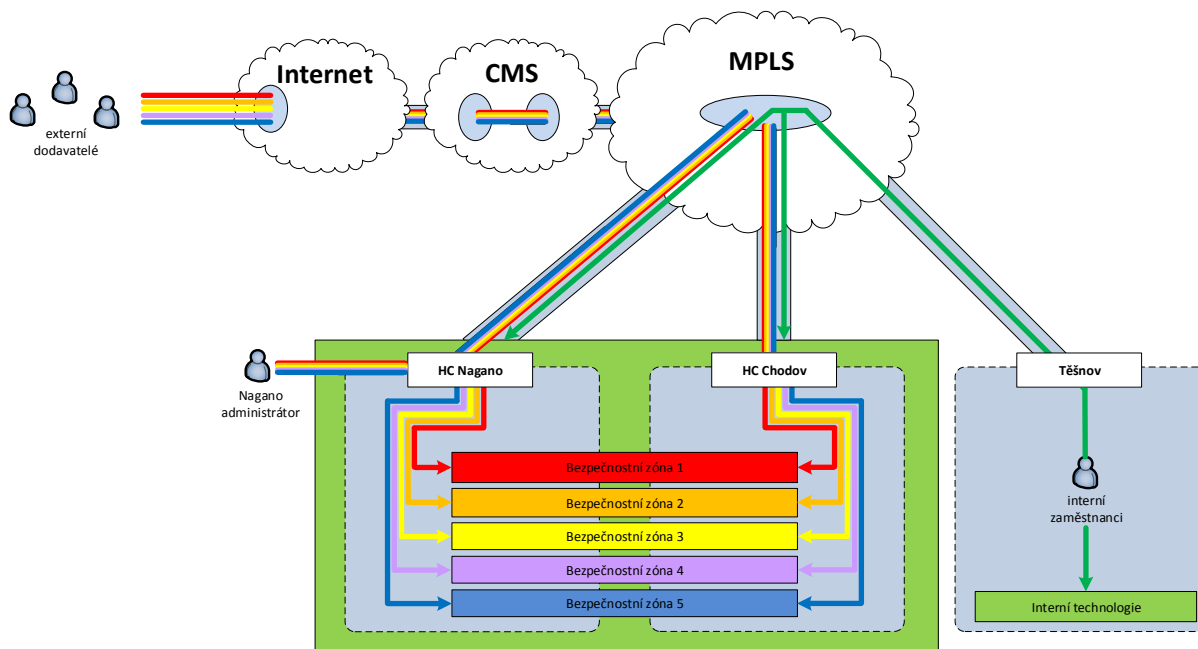 Internet
CMS
MPLS
externí
dodavatelé
HC Nagano
HC Chodov
Těšnov
Nagano
administrátor
Bezpečnostní zóna 1
Bezpečnostní zóna 2
Bezpečnostní zóna 3
Bezpečnostní zóna 4
Bezpečnostní zóna 5
interní
zaměstnanci
Interní technologie